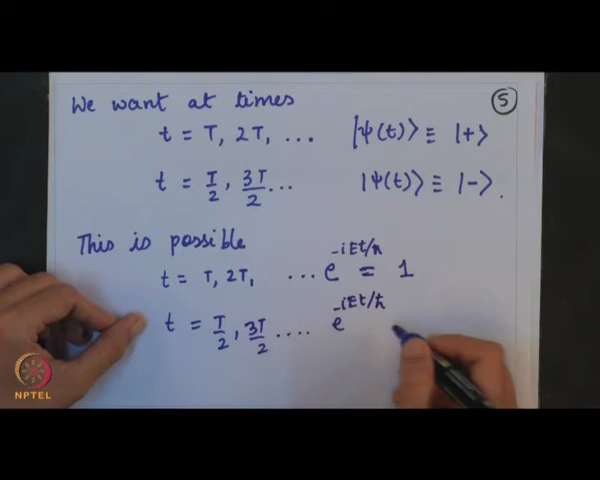 We want at times
5
t = T, 2T, ... |ψ(t)⟩ ≡ |+⟩
t = T/2, 3T/2 ... |ψ(t)⟩ ≡ |-⟩.
This is possible
t = T, 2T, ... e^{-iEt/ħ} = 1
t = T/2, 3T/2 .... e^{-iEt/ħ}
NPTEL